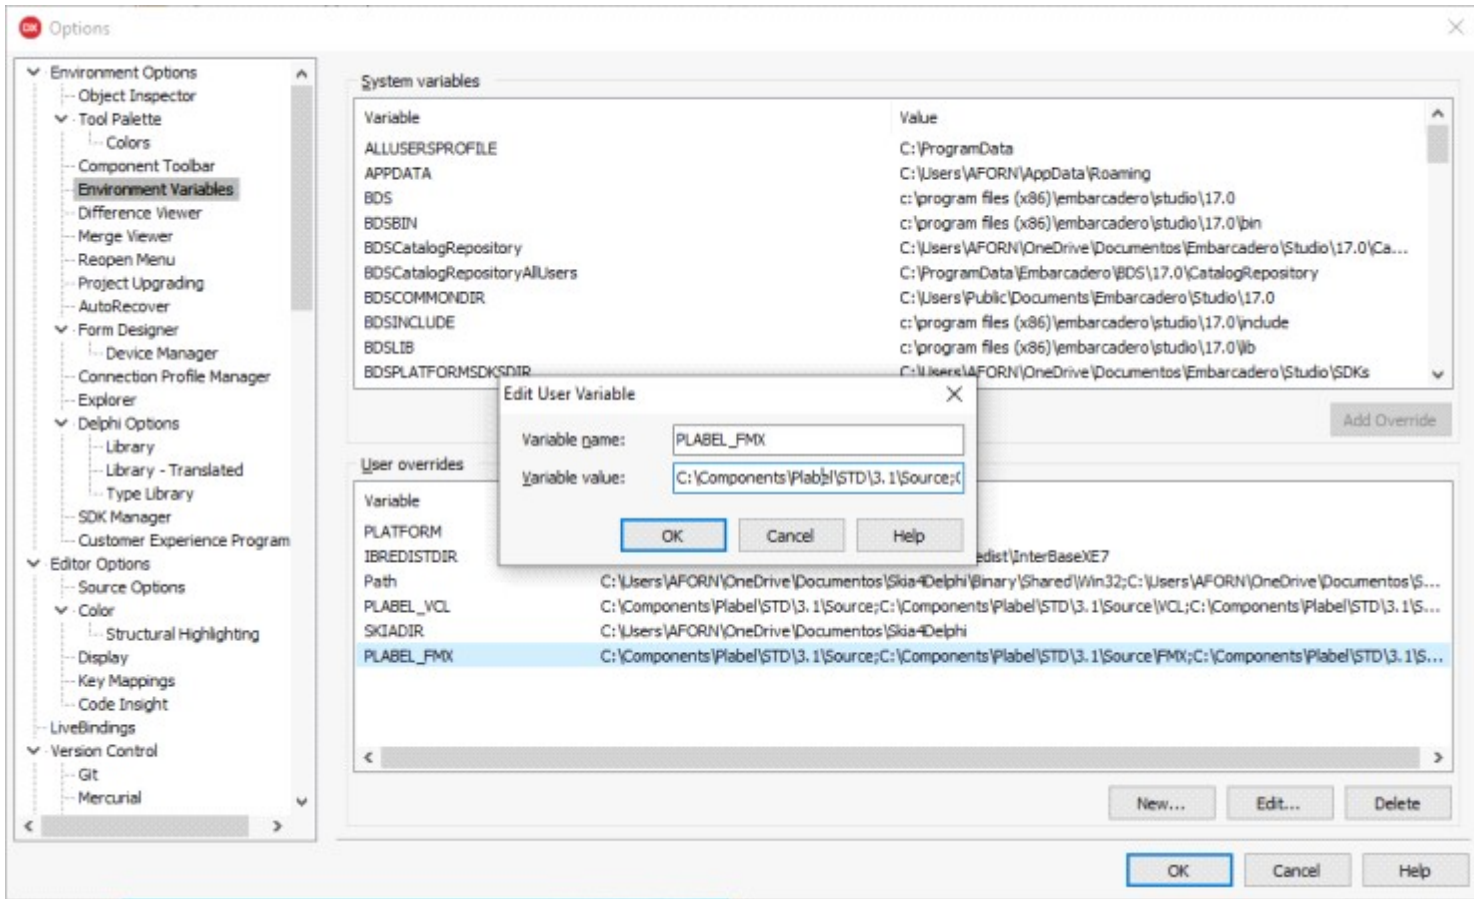 Options
Environment Options
Object Inspector
Tool Palette
Colors
Component Toolbar
Environment Variables
Difference Viewer
Merge Viewer
Reopen Menu
Project Upgrading
AutoRecover
Form Designer
Device Manager
Connection Profile Manager
Explorer
Delphi Options
Library
Library - Translated
Type Library
SDK Manager
Customer Experience Program
Editor Options
Source Options
Color
Structural Highlighting
Display
Key Mappings
Code Insight
LiveBindings
Version Control
Git
Mercurial
System variables
Variable Value
ALLUSERSPROFILE C:\ProgramData
APPDATA C:\Users\AFORN\AppData\Roaming
BDS c:\program files (x86)\embarcadero\studio\17.0
BDSBIN c:\program files (x86)\embarcadero\studio\17.0\bin
BDSCatalogRepository C:\Users\AFORN\OneDrive\Documentos\Embarcadero\Studio\17.0\Ca...
BDSCatalogRepositoryAllUsers C:\ProgramData\Embarcadero\BDS\17.0\CatalogRepository
BDSCOMMONDIR C:\Users\Public\Documents\Embarcadero\Studio\17.0
BDSINCLUDE c:\program files (x86)\embarcadero\studio\17.0\include
BDSLIB c:\program files (x86)\embarcadero\studio\17.0\lib
BDSPLATFORMSDKSDIR C:\Users\AFORN\OneDrive\Documentos\Embarcadero\Studio\SDKs
Add Override
Edit User Variable
Variable name: PLABEL_FMX
Variable value: C:\Components\Plabel\STD\3.1\Source;C
OK Cancel Help
User overrides
Variable
PLATFORM
IBREDISTDIR edist\InterBaseXE7
Path C:\Users\AFORN\OneDrive\Documentos\Skia4Delphi\Binary\Shared\Win32;C:\Users\AFORN\OneDrive\Documentos\S...
PLABEL_VCL C:\Components\Plabel\STD\3.1\Source;C:\Components\Plabel\STD\3.1\Source\VCL;C:\Components\Plabel\STD\3.1\S...
SKIADIR C:\Users\AFORN\OneDrive\Documentos\Skia4Delphi
PLABEL_FMX C:\Components\Plabel\STD\3.1\Source;C:\Components\Plabel\STD\3.1\Source\FMX;C:\Components\Plabel\STD\3.1\S...
New... Edit... Delete
OK Cancel Help